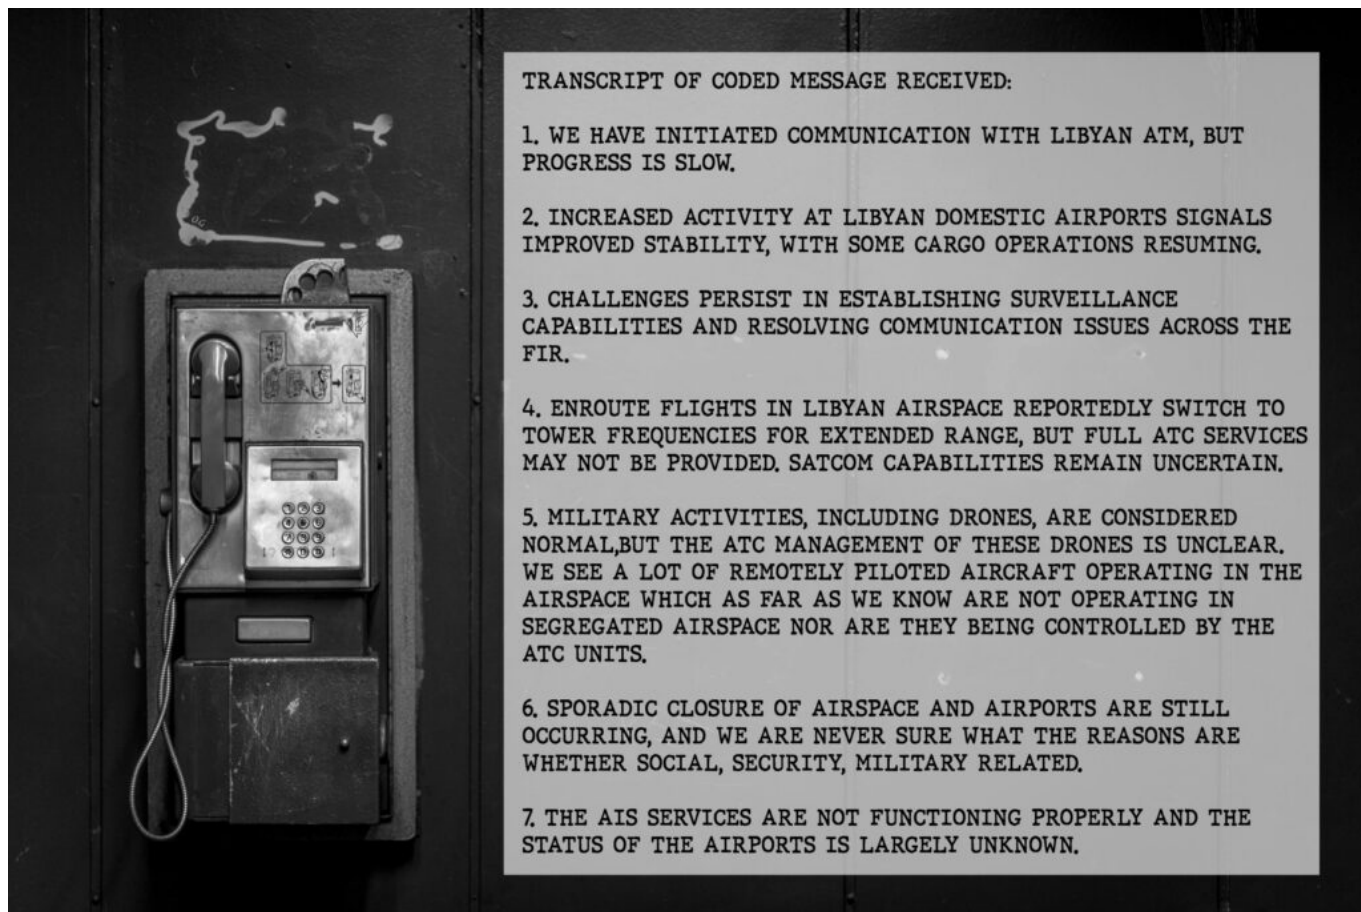 TRANSCRIPT OF CODED MESSAGE RECEIVED:
1. WE HAVE INITIATED COMMUNICATION WITH LIBYAN ATM, BUT
PROGRESS IS SLOW.
2. INCREASED ACTIVITY AT LIBYAN DOMESTIC AIRPORTS SIGNALS
IMPROVED STABILITY, WITH SOME CARGO OPERATIONS RESUMING.
3. CHALLENGES PERSIST IN ESTABLISHING SURVEILLANCE
CAPABILITIES AND RESOLVING COMMUNICATION ISSUES ACROSS THE
FIR.
4. ENROUTE FLIGHTS IN LIBYAN AIRSPACE REPORTEDLY SWITCH TO
TOWER FREQUENCIES FOR EXTENDED RANGE, BUT FULL ATC SERVICES
MAY NOT BE PROVIDED. SATCOM CAPABILITIES REMAIN UNCERTAIN.
5. MILITARY ACTIVITIES, INCLUDING DRONES, ARE CONSIDERED
NORMAL,BUT THE ATC MANAGEMENT OF THESE DRONES IS UNCLEAR.
WE SEE A LOT OF REMOTELY PILOTED AIRCRAFT OPERATING IN THE
AIRSPACE WHICH AS FAR AS WE KNOW ARE NOT OPERATING IN
SEGREGATED AIRSPACE NOR ARE THEY BEING CONTROLLED BY THE
ATC UNITS.
6. SPORADIC CLOSURE OF AIRSPACE AND AIRPORTS ARE STILL
OCCURRING, AND WE ARE NEVER SURE WHAT THE REASONS ARE
WHETHER SOCIAL, SECURITY, MILITARY RELATED.
7. THE AIS SERVICES ARE NOT FUNCTIONING PROPERLY AND THE
STATUS OF THE AIRPORTS IS LARGELY UNKNOWN.